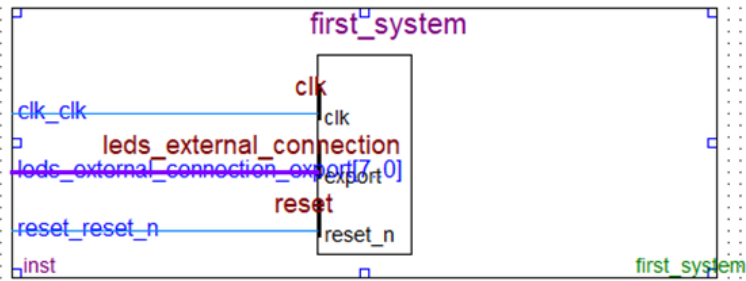 first_system
clk
clk_clk
clk
leds_external_connection
leds_external_connection_export[7..0]
export
reset
reset_reset_n
reset_n
inst
first_system